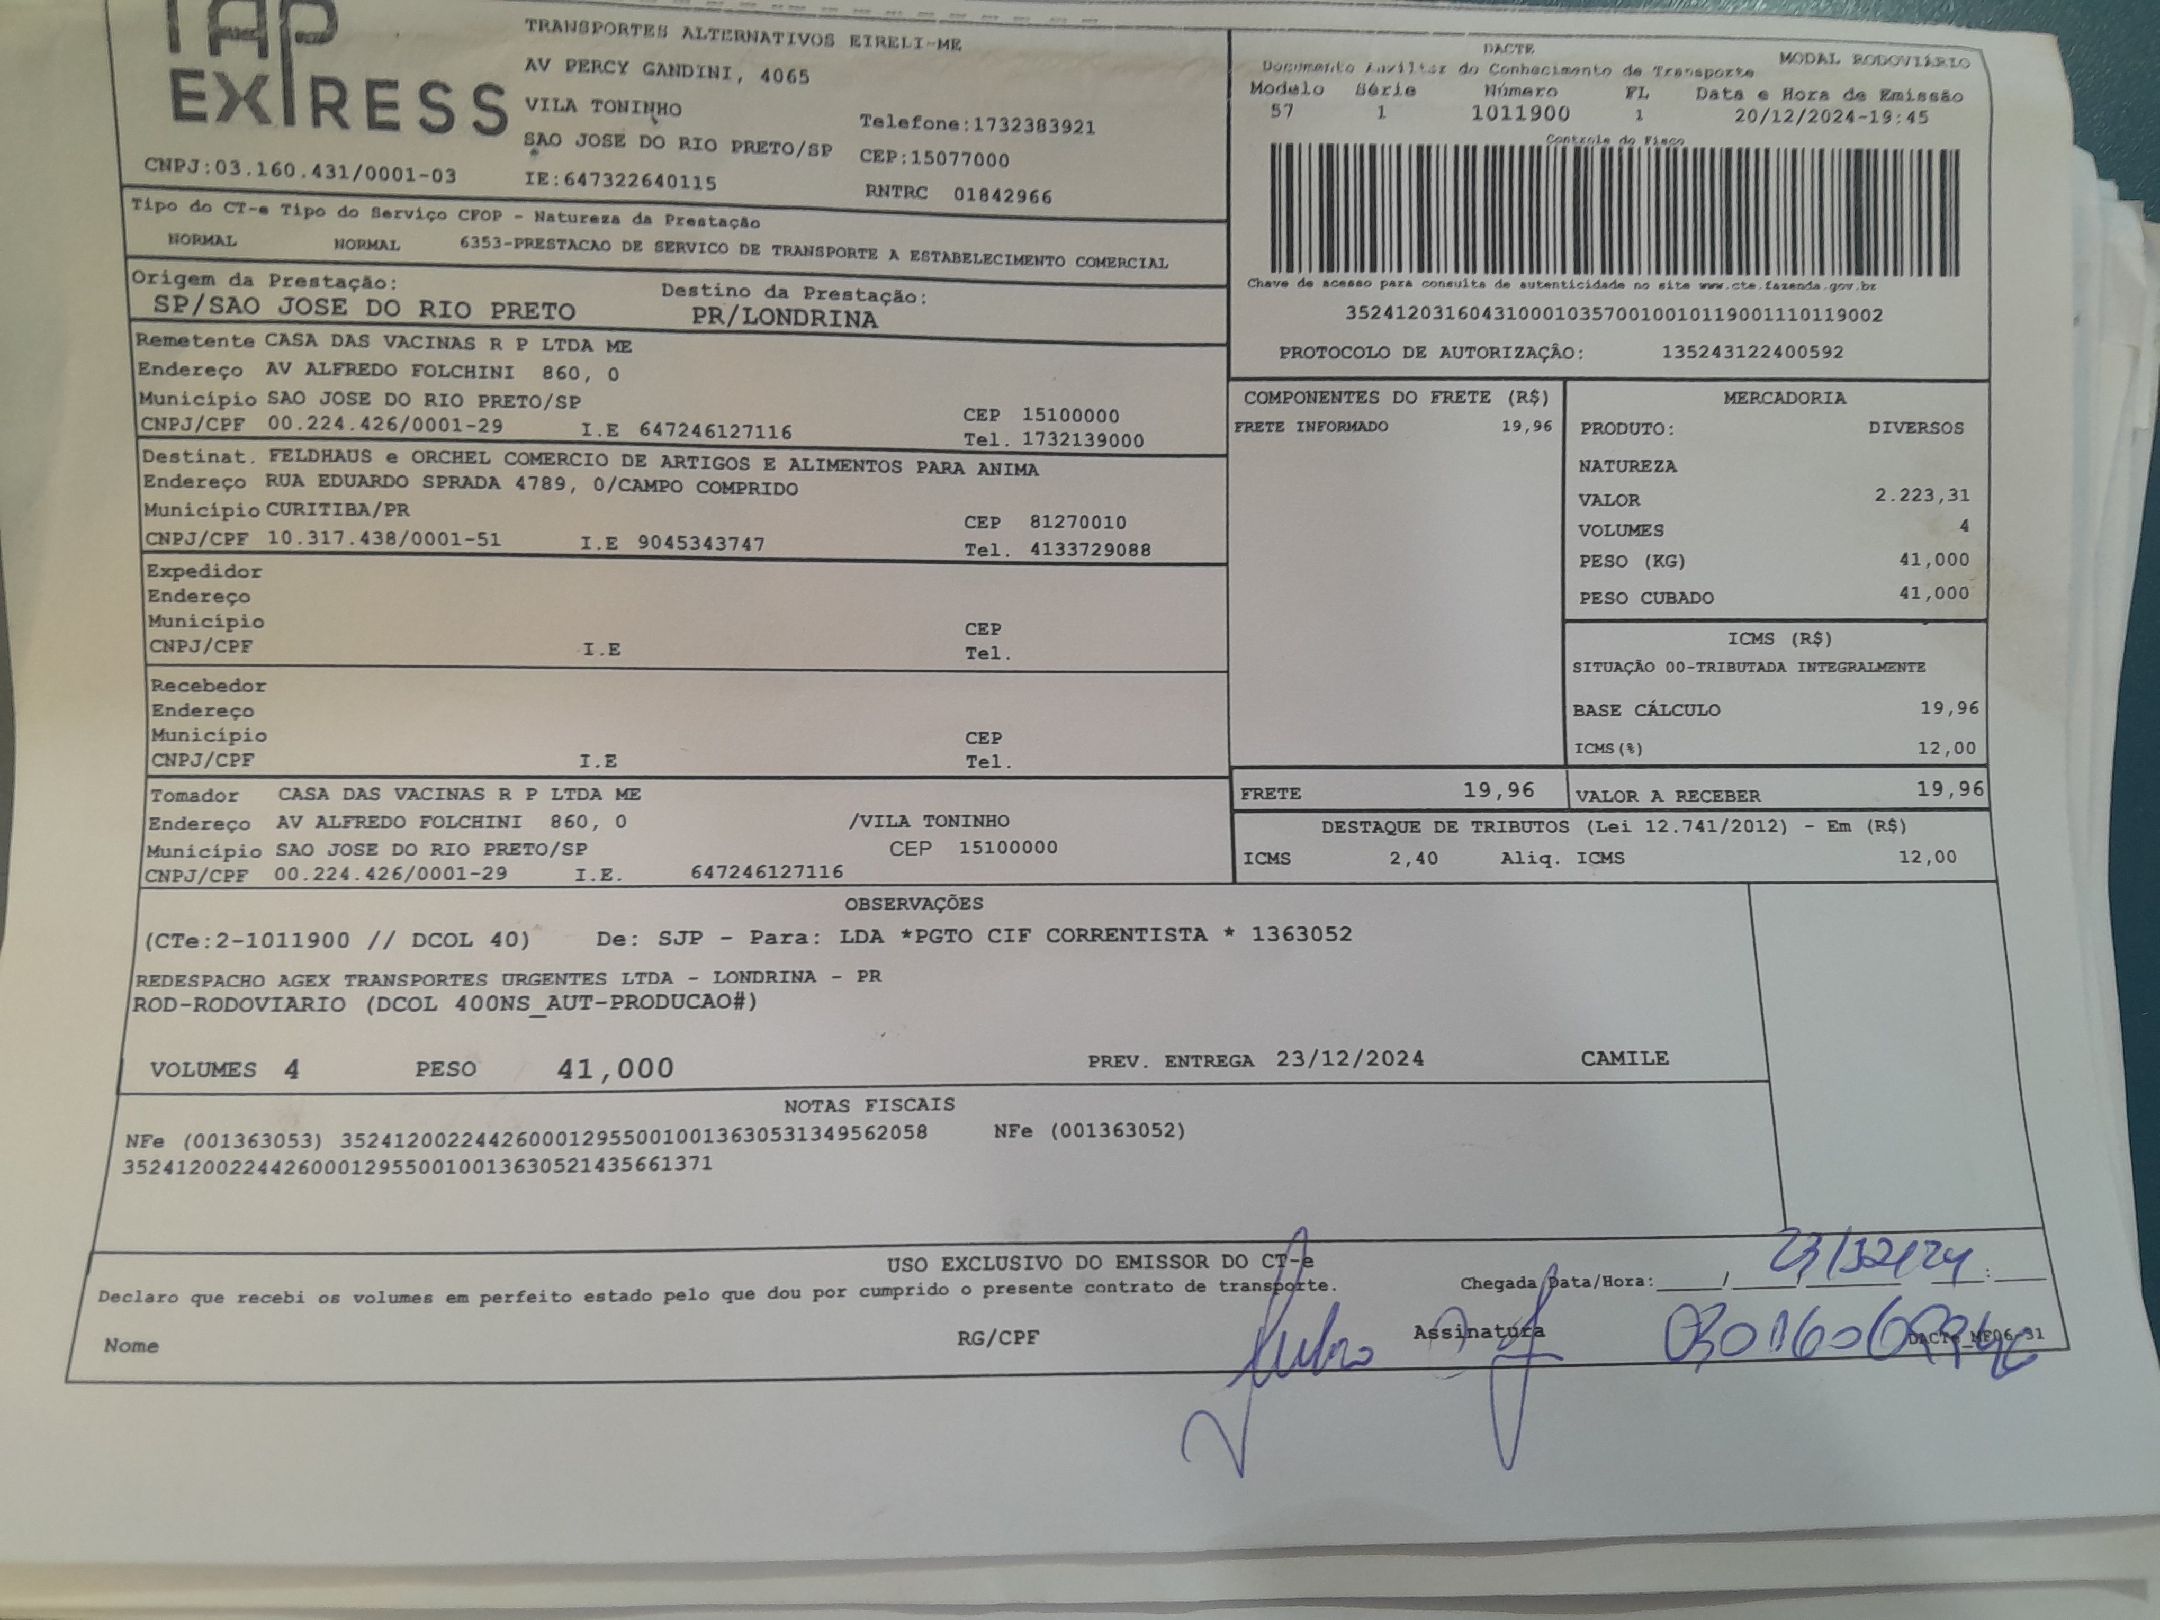 TAP
EXPRESS
TRANSPORTES ALTERNATIVOS EIRELI-ME
AV PERCY GANDINI, 4065
VILA TONINHO
Telefone:1732383921
SAO JOSE DO RIO PRETO/SP CEP:15077000
CNPJ:03.160.431/0001-03 IE:647322640115 RNTRC 01842966
DACTE MODAL RODOVIÁRIO
Documento Auxiliar do Conhecimento de Transporte
Modelo Série Número FL Data e Hora de Emissão
57 1 1011900 1 20/12/2024-19:45
Controle do Fisco
Chave de acesso para consulta de autenticidade no site www.cte.fazenda.gov.br
35241203160431000103570010010119001110119002
PROTOCOLO DE AUTORIZAÇÃO: 135243122400592
Tipo do CT-e Tipo do Serviço CFOP - Natureza da Prestação
NORMAL NORMAL 6353-PRESTACAO DE SERVICO DE TRANSPORTE A ESTABELECIMENTO COMERCIAL
Origem da Prestação: Destino da Prestação:
SP/SAO JOSE DO RIO PRETO PR/LONDRINA
Remetente CASA DAS VACINAS R P LTDA ME
Endereço AV ALFREDO FOLCHINI 860, 0
Município SAO JOSE DO RIO PRETO/SP CEP 15100000
CNPJ/CPF 00.224.426/0001-29 I.E 647246127116 Tel. 1732139000
Destinat. FELDHAUS e ORCHEL COMERCIO DE ARTIGOS E ALIMENTOS PARA ANIMA
Endereço RUA EDUARDO SPRADA 4789, 0/CAMPO COMPRIDO
Município CURITIBA/PR CEP 81270010
CNPJ/CPF 10.317.438/0001-51 I.E 9045343747 Tel. 4133729088
Expedidor
Endereço
Município CEP
CNPJ/CPF I.E Tel.
Recebedor
Endereço
Município CEP
CNPJ/CPF I.E Tel.
Tomador CASA DAS VACINAS R P LTDA ME
Endereço AV ALFREDO FOLCHINI 860, 0 /VILA TONINHO
Município SAO JOSE DO RIO PRETO/SP CEP 15100000
CNPJ/CPF 00.224.426/0001-29 I.E. 647246127116
COMPONENTES DO FRETE (R$)
FRETE INFORMADO 19,96
MERCADORIA
PRODUTO: DIVERSOS
NATUREZA
VALOR 2.223,31
VOLUMES 4
PESO (KG) 41,000
PESO CUBADO 41,000
ICMS (R$)
SITUAÇÃO 00-TRIBUTADA INTEGRALMENTE
BASE CÁLCULO 19,96
ICMS(%) 12,00
FRETE 19,96 VALOR A RECEBER 19,96
DESTAQUE DE TRIBUTOS (Lei 12.741/2012) - Em (R$)
ICMS 2,40 Aliq. ICMS 12,00
OBSERVAÇÕES
(CTe:2-1011900 // DCOL 40) De: SJP - Para: LDA *PGTO CIF CORRENTISTA * 1363052
REDESPACHO AGEX TRANSPORTES URGENTES LTDA - LONDRINA - PR
ROD-RODOVIARIO (DCOL 400NS_AUT-PRODUCAO#)
VOLUMES 4 PESO 41,000 PREV. ENTREGA 23/12/2024 CAMILE
NOTAS FISCAIS
NFe (001363053) 35241200224426000129550010013630531349562058 NFe (001363052)
35241200224426000129550010013630521435661371
USO EXCLUSIVO DO EMISSOR DO CT-e
Declaro que recebi os volumes em perfeito estado pelo que dou por cumprido o presente contrato de transporte. Chegada Data/Hora: / / :
Nome RG/CPF Assinatura